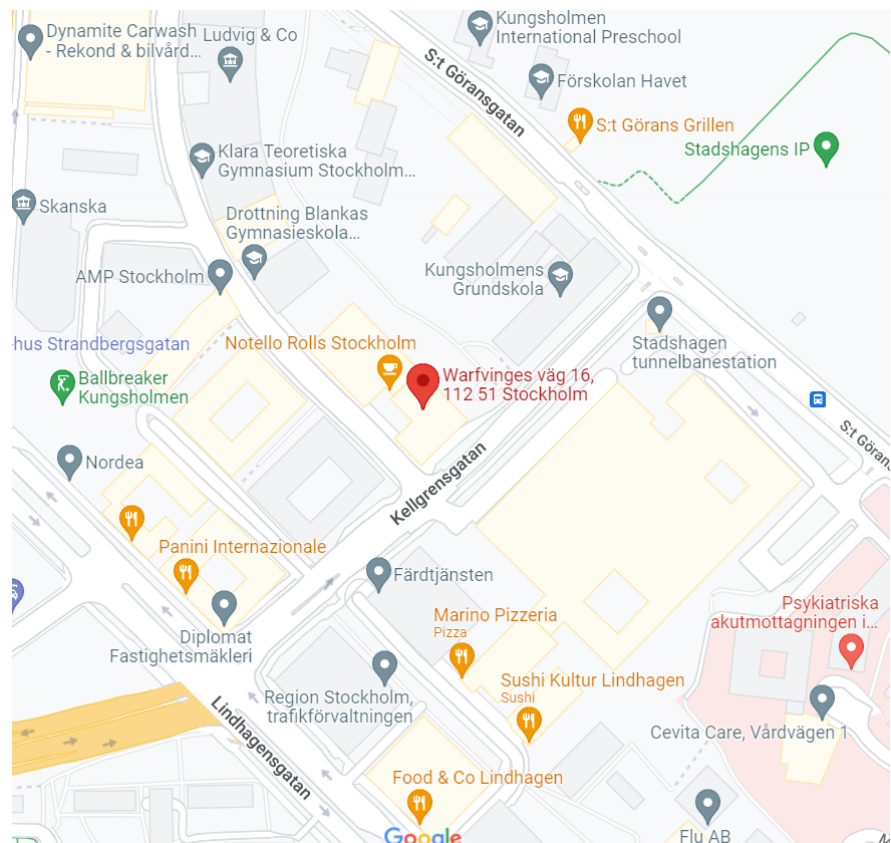 Dynamite Carwash
- Rekond & bilvård...
Ludvig & Co
Kungsholmen
International Preschool
S:t Göransgatan
Förskolan Havet
S:t Görans Grillen
Stadshagens IP
Klara Teoretiska
Gymnasium Stockholm...
Skanska
Drottning Blankas
Gymnasieskola...
Kungsholmens
Grundskola
AMP Stockholm
-hus Strandbergsgatan
Notello Rolls Stockholm
Stadshagen
tunnelbanestation
Ballbreaker
Kungsholmen
Warfvinges väg 16,
112 51 Stockholm
S:t Görans
Nordea
Kellgrensgatan
Panini Internazionale
Färdtjänsten
Diplomat
Fastighetsmäkleri
Marino Pizzeria
Pizza
Psykiatriska
akutmottagningen i...
Region Stockholm,
trafikförvaltningen
Sushi Kultur Lindhagen
Sushi
Lindhagensgatan
Cevita Care, Vårdvägen 1
Food & Co Lindhagen
Google
Flu AB